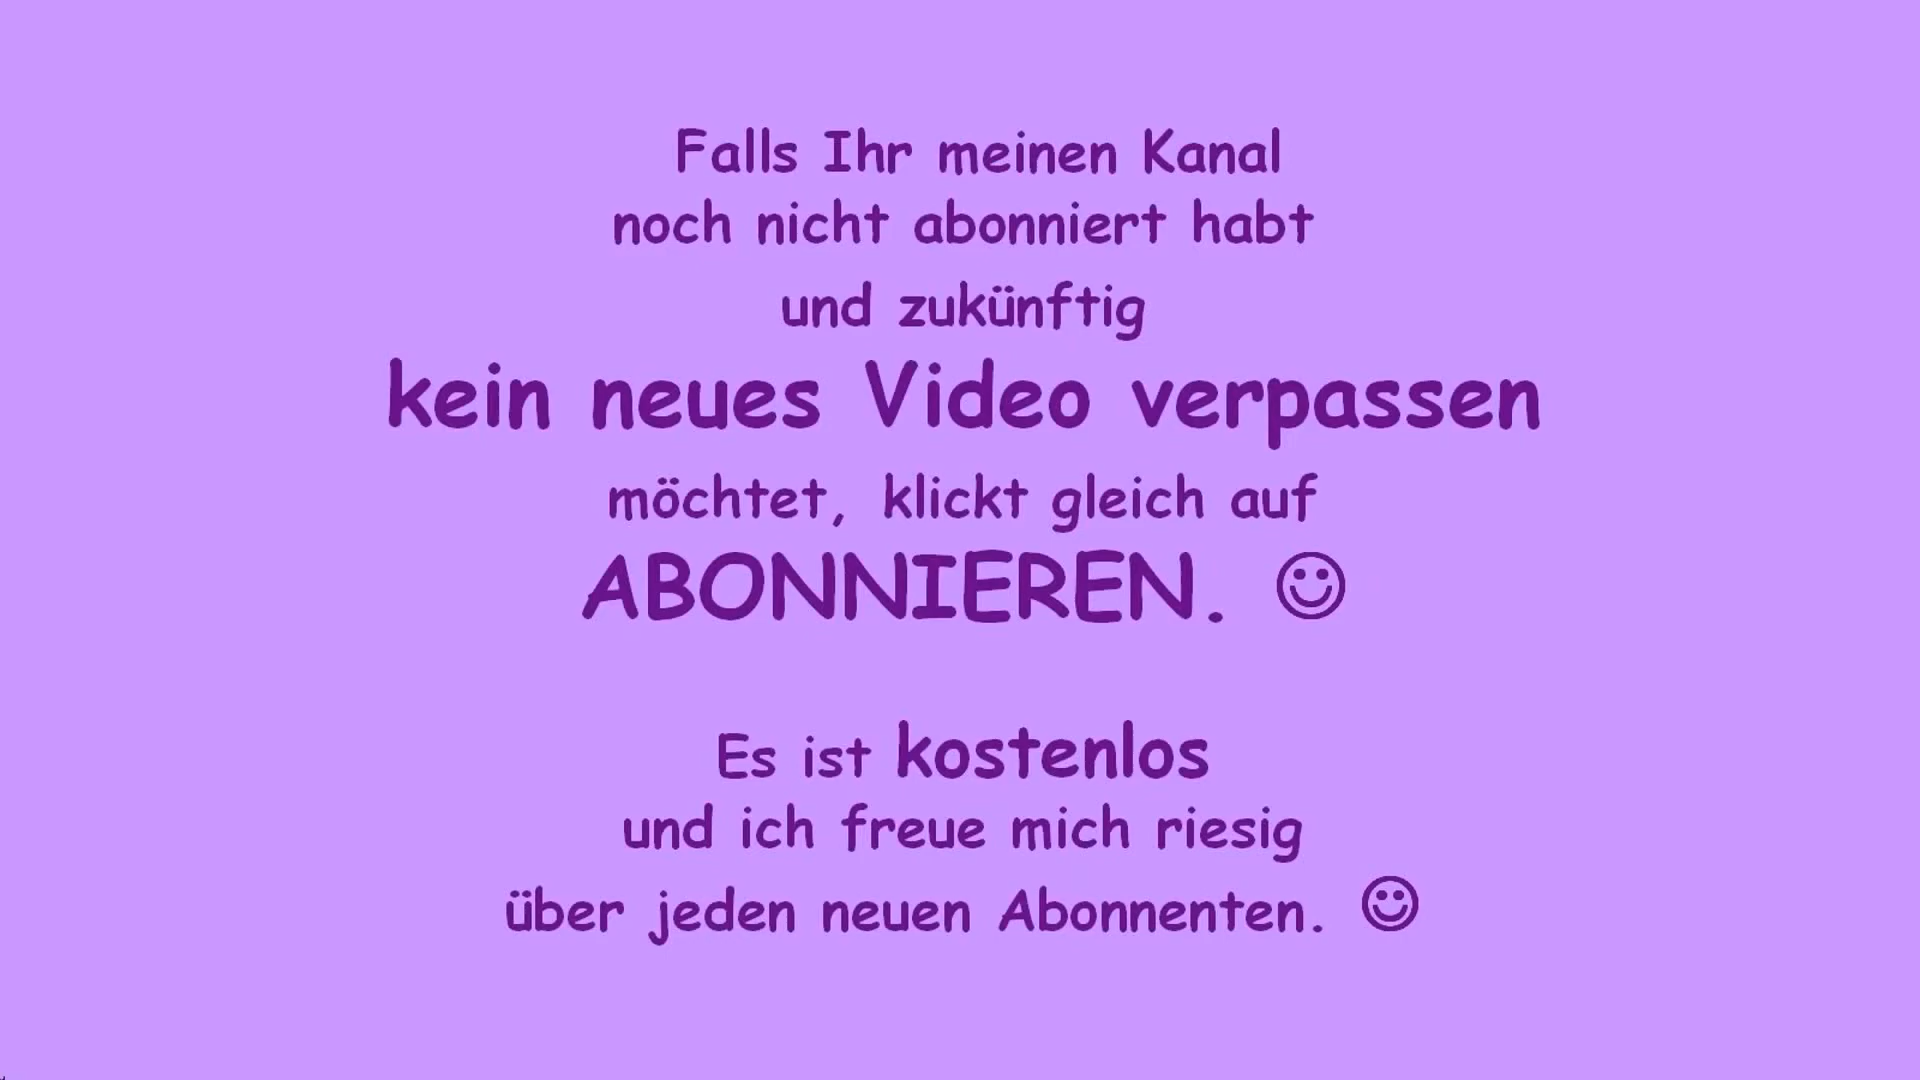 Falls Ihr meinen Kanal
noch nicht abonniert habt
und zukünftig
kein neues Video verpassen
möchtet, klickt gleich auf
ABONNIEREN. ☺
Es ist kostenlos
und ich freue mich riesig
über jeden neuen Abonnenten. ☺